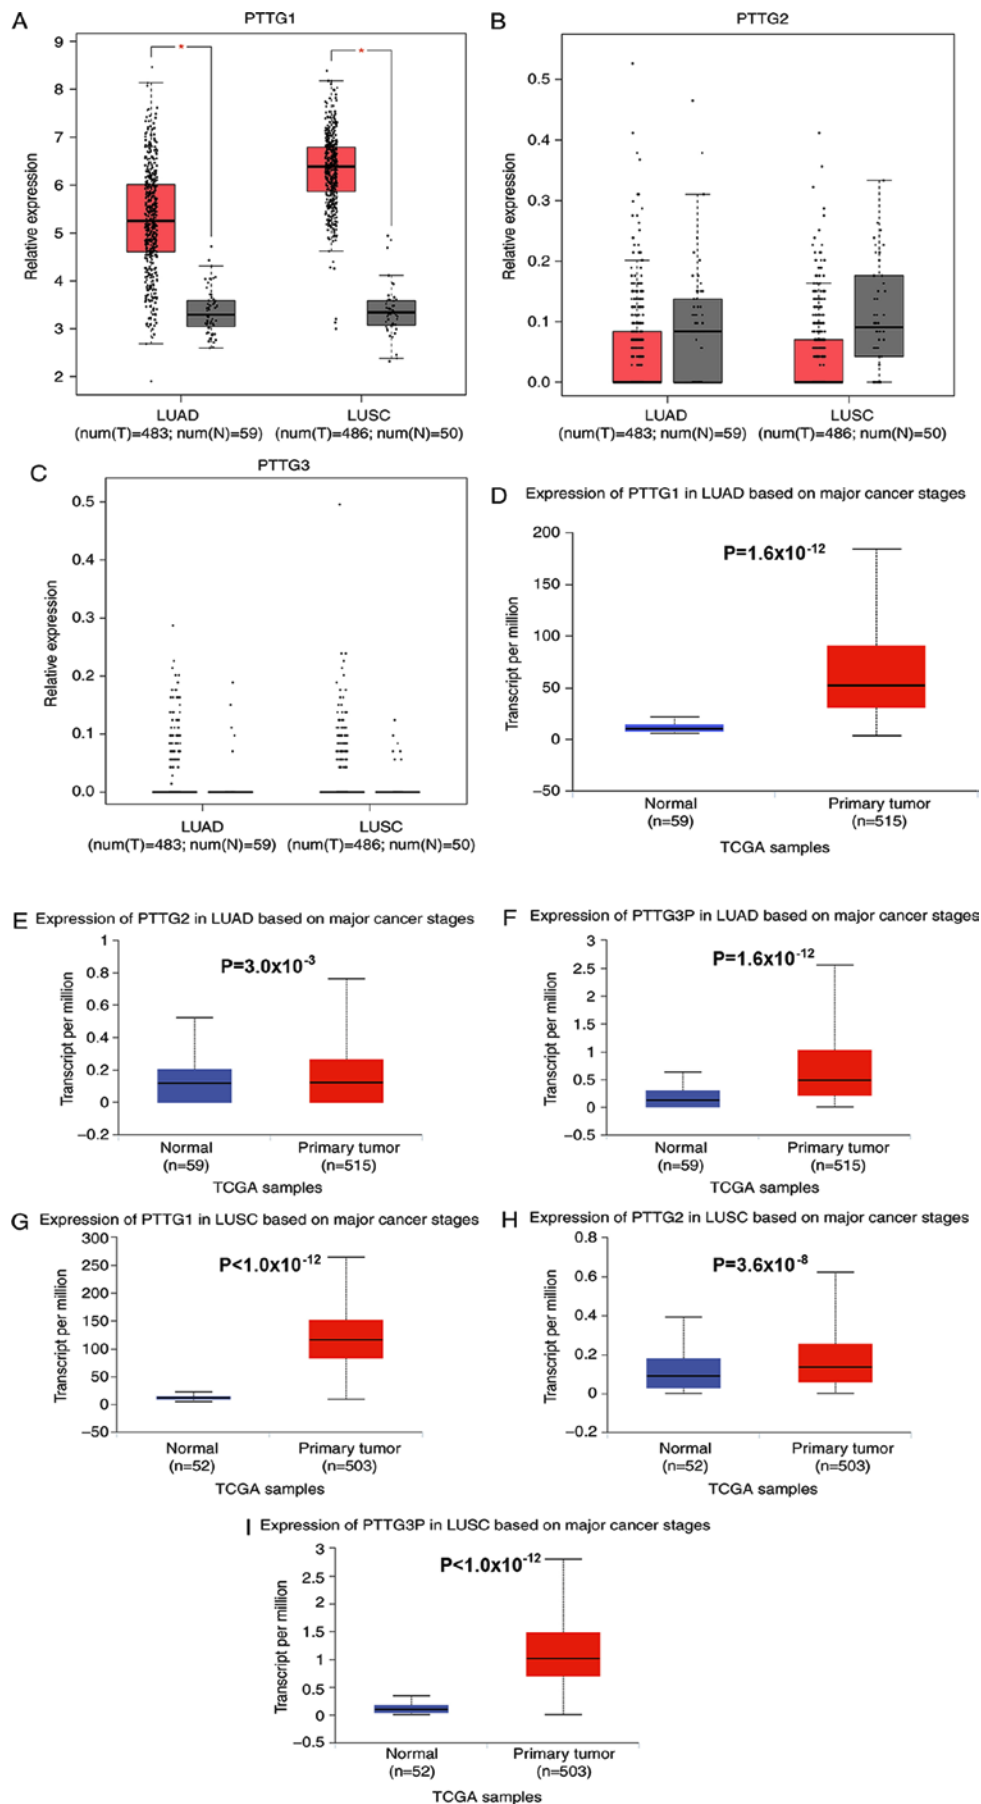 A
PTTG1
Relative expression
9
8
7
6
5
4
3
2
*
*
LUAD
(num(T)=483; num(N)=59)
LUSC
(num(T)=486; num(N)=50)
B
PTTG2
Relative expression
0.5
0.4
0.3
0.2
0.1
0.0
LUAD
(num(T)=483; num(N)=59)
LUSC
(num(T)=486; num(N)=50)
C
PTTG3
Relative expression
0.5
0.4
0.3
0.2
0.1
0.0
LUAD
(num(T)=483; num(N)=59)
LUSC
(num(T)=486; num(N)=50)
D
Expression of PTTG1 in LUAD based on major cancer stages
P=1.6x10⁻¹²
Transcript per million
200
150
100
50
0
−50
Normal
(n=59)
Primary tumor
(n=515)
TCGA samples
E
Expression of PTTG2 in LUAD based on major cancer stages
P=3.0x10⁻³
Transcript per million
1
0.8
0.6
0.4
0.2
0
−0.2
Normal
(n=59)
Primary tumor
(n=515)
TCGA samples
F
Expression of PTTG3P in LUAD based on major cancer stages
P=1.6x10⁻¹²
Transcript per million
3
2.5
2
1.5
1
0.5
0
−0.5
Normal
(n=59)
Primary tumor
(n=515)
TCGA samples
G
Expression of PTTG1 in LUSC based on major cancer stages
P<1.0x10⁻¹²
Transcript per million
300
250
200
150
100
50
0
−50
Normal
(n=52)
Primary tumor
(n=503)
TCGA samples
H
Expression of PTTG2 in LUSC based on major cancer stages
P=3.6x10⁻⁸
Transcript per million
0.8
0.6
0.4
0.2
0
−0.2
Normal
(n=52)
Primary tumor
(n=503)
TCGA samples
I
Expression of PTTG3P in LUSC based on major cancer stages
P<1.0x10⁻¹²
Transcript per million
3
2.5
2
1.5
1
0.5
0
−0.5
Normal
(n=52)
Primary tumor
(n=503)
TCGA samples